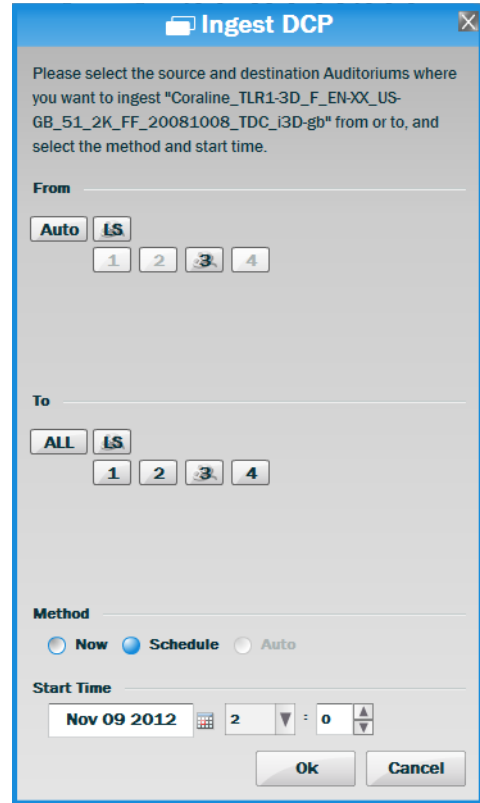 Ingest DCP
Please select the source and destination Auditoriums where
you want to ingest "Coraline_TLR1-3D_F_EN-XX_US-
GB_51_2K_FF_20081008_TDC_i3D-gb" from or to, and
select the method and start time.
From
Auto LS
1 2 3 4
To
ALL LS
1 2 3 4
Method
Now Schedule Auto
Start Time
Nov 09 2012 2 : 0
Ok Cancel